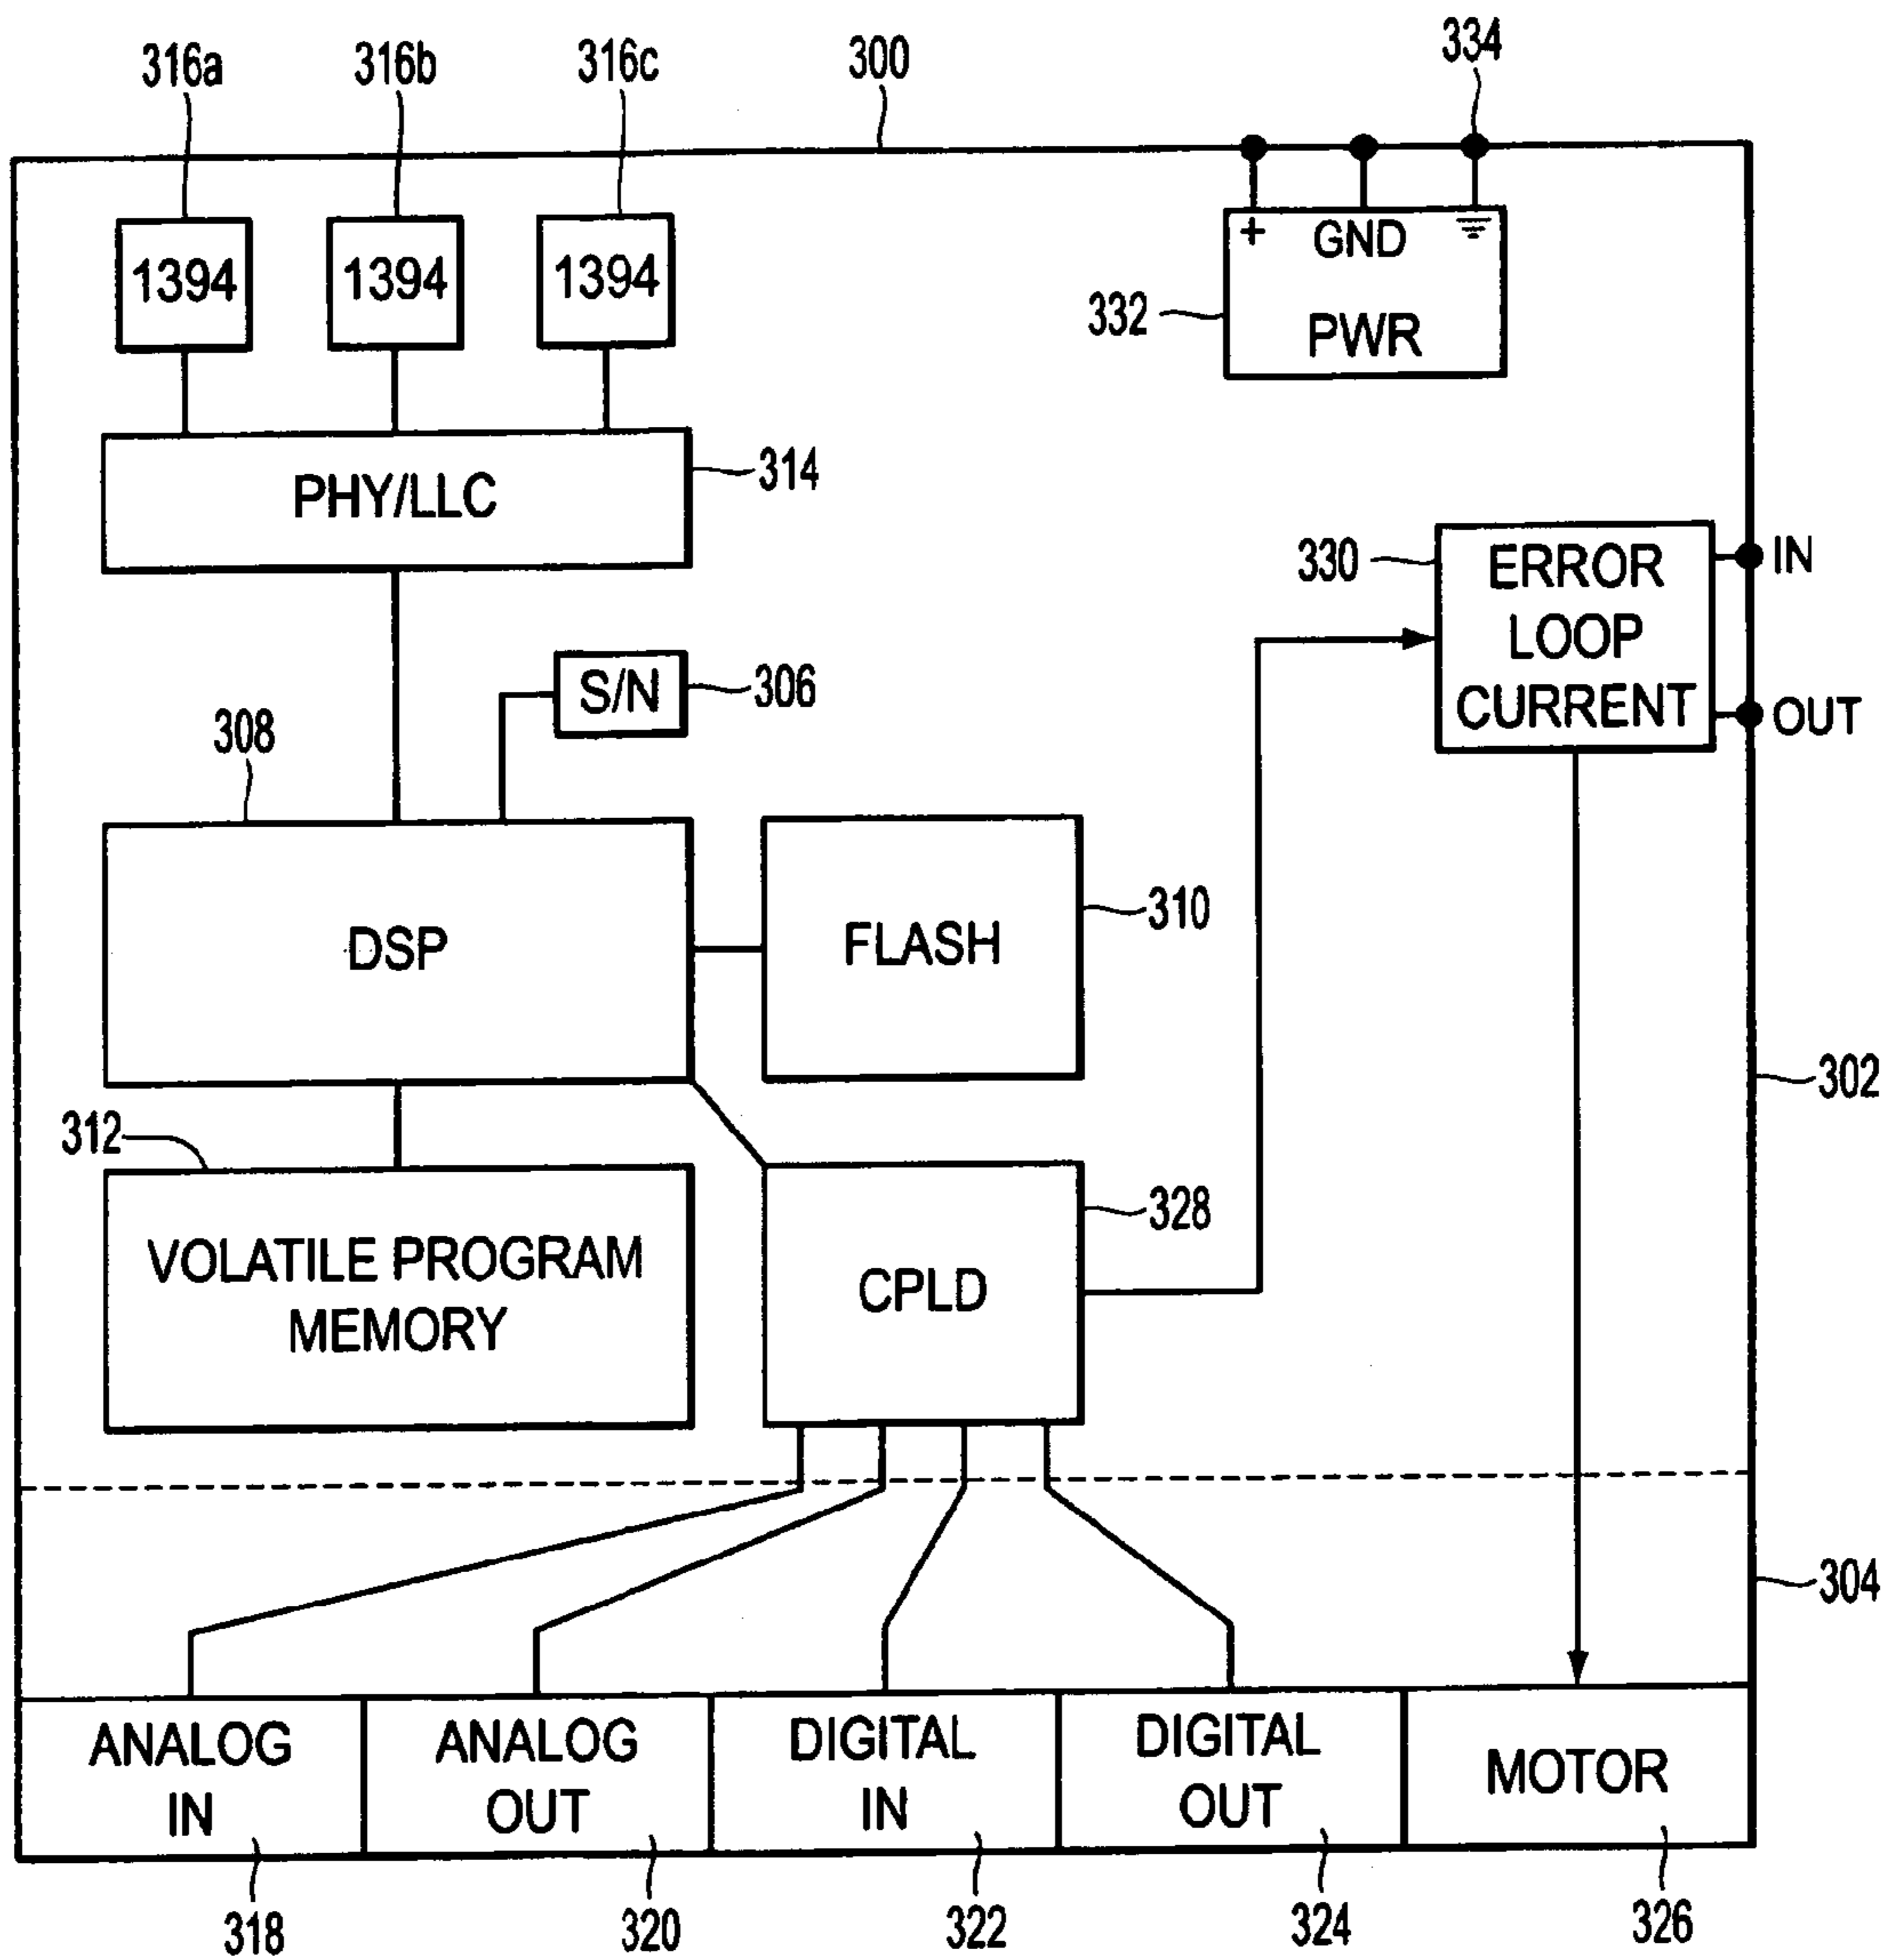 316a
316b
316c
300
334
1394
1394
1394
+
GND
332
PWR
PHY/LLC
314
330
ERROR
LOOP
CURRENT
IN
OUT
S/N
306
308
DSP
FLASH
310
302
312
VOLATILE PROGRAM
MEMORY
CPLD
328
304
ANALOG
IN
ANALOG
OUT
DIGITAL
IN
DIGITAL
OUT
MOTOR
318
320
322
324
326